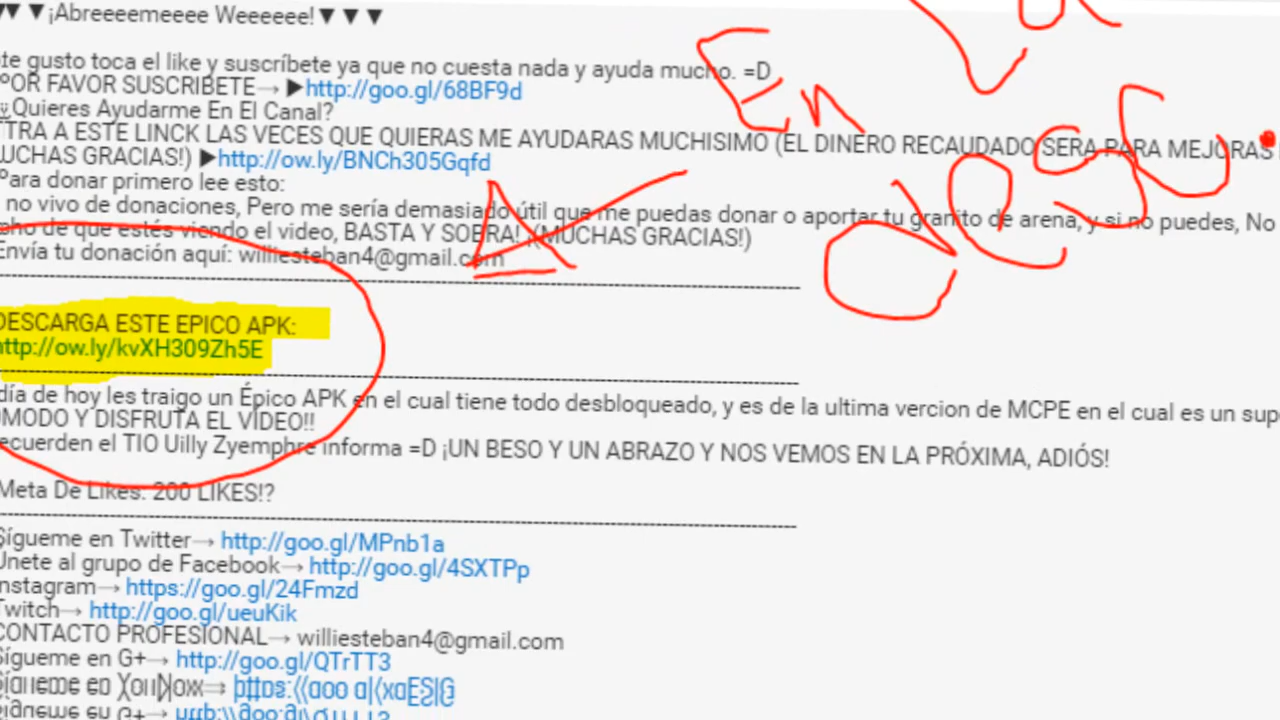 ¡Abreeeemeeee Weeeeee!
te gusto toca el like y suscríbete ya que no cuesta nada y ayuda mucho. =D
POR FAVOR SUSCRIBETE→ ▶http://goo.gl/68BF9d
¿Quieres Ayudarme En El Canal?
TRA A ESTE LINCK LAS VECES QUE QUIERAS ME AYUDARAS MUCHISIMO (EL DINERO RECAUDADO SERA PARA MEJORAS
UCHAS GRACIAS!) ▶http://ow.ly/BNCh305Gqfd
Para donar primero lee esto:
no vivo de donaciones, Pero me sería demasiado útil que me puedas donar o aportar tu granito de arena, y si no puedes, No
cho de que estés viendo el video, BASTA Y SOBRA! ¡(MUCHAS GRACIAS!)
Envía tu donación aquí: williesteban4@gmail.com
En
DESCARGA ESTE EPICO APK:
http://ow.ly/kvXH309Zh5E
día de hoy les traigo un Épico APK en el cual tiene todo desbloqueado, y es de la ultima vercion de MCPE en el cual es un sup
OMODO Y DISFRUTA EL VÍDEO!!
ecuerden el TIO Uilly Zyemphre informa =D ¡UN BESO Y UN ABRAZO Y NOS VEMOS EN LA PRÓXIMA, ADIÓS!
Meta De Likes: 200 LIKES!?
Sígueme en Twitter→ http://goo.gl/MPnb1a
Únete al grupo de Facebook→ http://goo.gl/4SXTPp
Instagram→ https://goo.gl/24Fmzd
Twitch→ http://goo.gl/ueuKik
CONTACTO PROFESIONAL→ williesteban4@gmail.com
Sígueme en G+→ http://goo.gl/QTrTT3